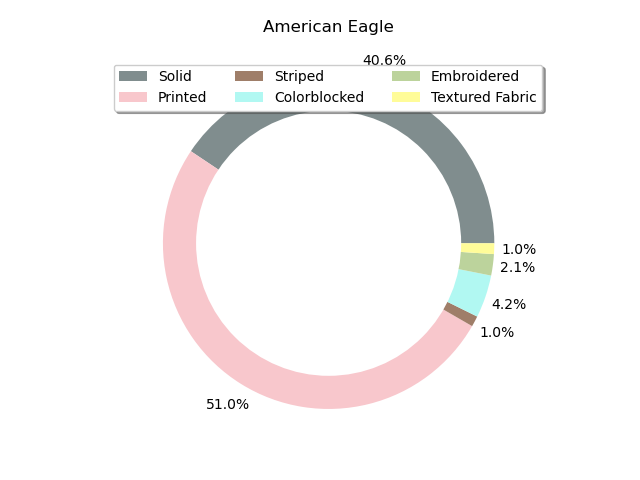 American Eagle
40.6%
Solid Striped Embroidered
Printed Colorblocked Textured Fabric
1.0%
2.1%
4.2%
1.0%
51.0%